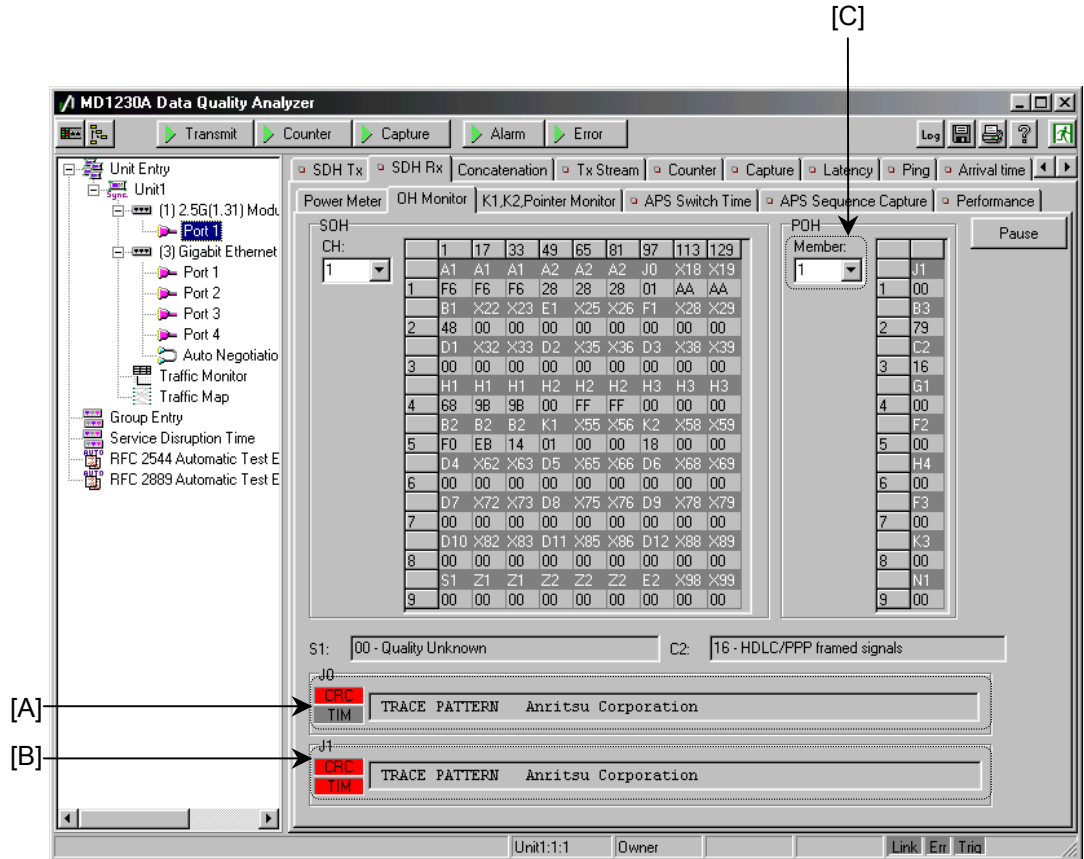 [C]
MD1230A Data Quality Analyzer
Transmit Counter Capture Alarm Error Log
Unit Entry
Unit1
Sync
(1) 2.5G(1.31) Modu
Port 1
(3) Gigabit Ethernet
Port 1
Port 2
Port 3
Port 4
Auto Negotiatio
Traffic Monitor
Traffic Map
Group Entry
Service Disruption Time
AUTO RFC 2544 Automatic Test E
AUTO RFC 2889 Automatic Test E
SDH Tx SDH Rx Concatenation Tx Stream Counter Capture Latency Ping Arrival time
Power Meter OH Monitor K1,K2,Pointer Monitor APS Switch Time APS Sequence Capture Performance
SOH
CH:
1
1 17 33 49 65 81 97 113 129
A1 A1 A1 A2 A2 A2 J0 X18 X19
1 F6 F6 F6 28 28 28 01 AA AA
B1 X22 X23 E1 X25 X26 F1 X28 X29
2 48 00 00 00 00 00 00 00 00
D1 X32 X33 D2 X35 X36 D3 X38 X39
3 00 00 00 00 00 00 00 00 00
H1 H1 H1 H2 H2 H2 H3 H3 H3
4 68 9B 9B 00 FF FF 00 00 00
B2 B2 B2 K1 X55 X56 K2 X58 X59
5 F0 EB 14 01 00 00 18 00 00
D4 X62 X63 D5 X65 X66 D6 X68 X69
6 00 00 00 00 00 00 00 00 00
D7 X72 X73 D8 X75 X76 D9 X78 X79
7 00 00 00 00 00 00 00 00 00
D10 X82 X83 D11 X85 X86 D12 X88 X89
8 00 00 00 00 00 00 00 00 00
S1 Z1 Z1 Z2 Z2 Z2 E2 X98 X99
9 00 00 00 00 00 00 00 00 00
POH
Member:
1
J1
1 00
B3
2 79
C2
3 16
G1
4 00
F2
5 00
H4
6 00
F3
7 00
K3
8 00
N1
9 00
Pause
S1: 00 - Quality Unknown C2: 16 - HDLC/PPP framed signals
J0
[A]
CRC
TIM
TRACE PATTERN Anritsu Corporation
J1
[B]
CRC
TIM
TRACE PATTERN Anritsu Corporation
Unit1:1:1 Owner Link Err Trig